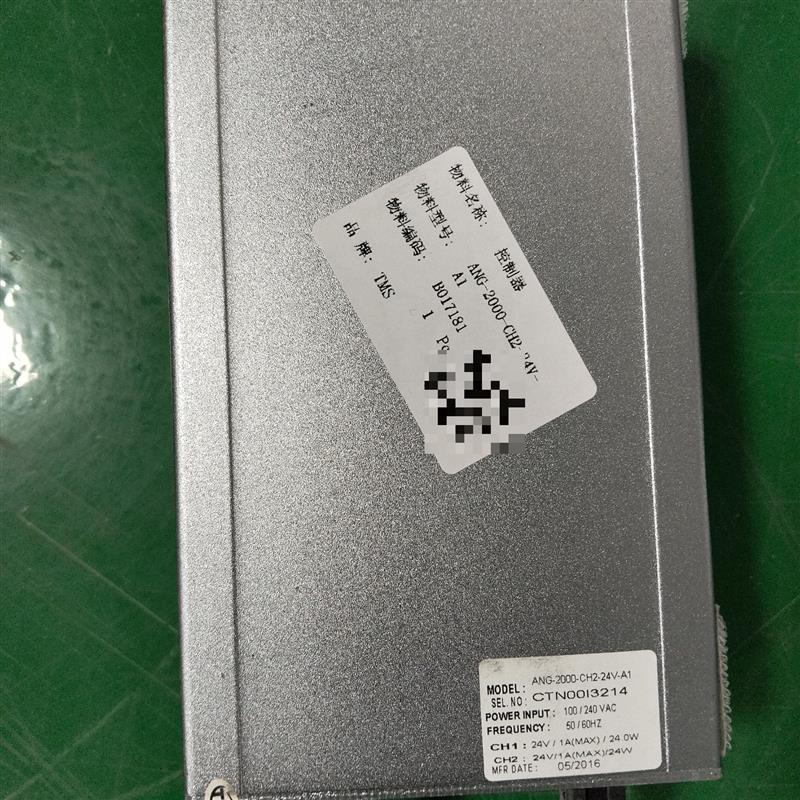 物料名称: 控制器
物料型号: ANG-2000-CH2-24V-
A1
物料编码: B017181
品 牌: TMS 1
MODEL: ANG-2000-CH2-24V-A1
SEL.NO: CTN00I3214
POWER INPUT: 100 / 240 VAC
FREQUENCY: 50 / 60HZ
CH1 : 24V / 1A(MAX) / 24.0W
CH2 : 24V/1A(MAX)/24W
MFR DATE: 05/2016
A